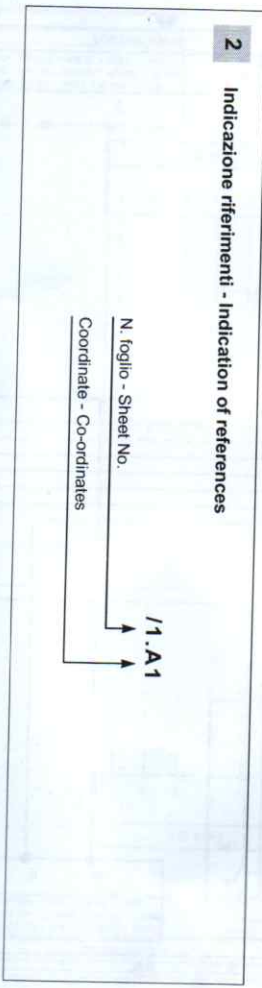 2 Indicazione riferimenti - Indication of references
/1.A1
N. foglio - Sheet No.
Coordinate - Co-ordinates